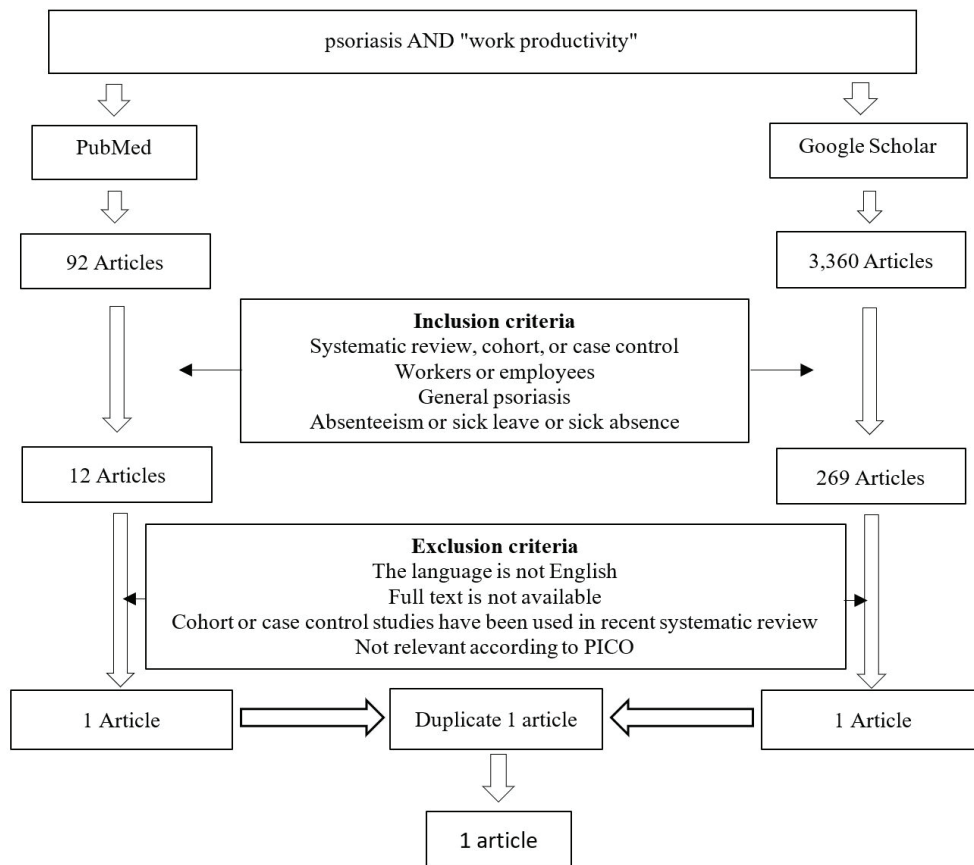 psoriasis AND "work productivity"
PubMed
Google Scholar
92 Articles
3,360 Articles
Inclusion criteria
Systematic review, cohort, or case control
Workers or employees
General psoriasis
Absenteeism or sick leave or sick absence
12 Articles
269 Articles
Exclusion criteria
The language is not English
Full text is not available
Cohort or case control studies have been used in recent systematic review
Not relevant according to PICO
1 Article
Duplicate 1 article
1 Article
1 article